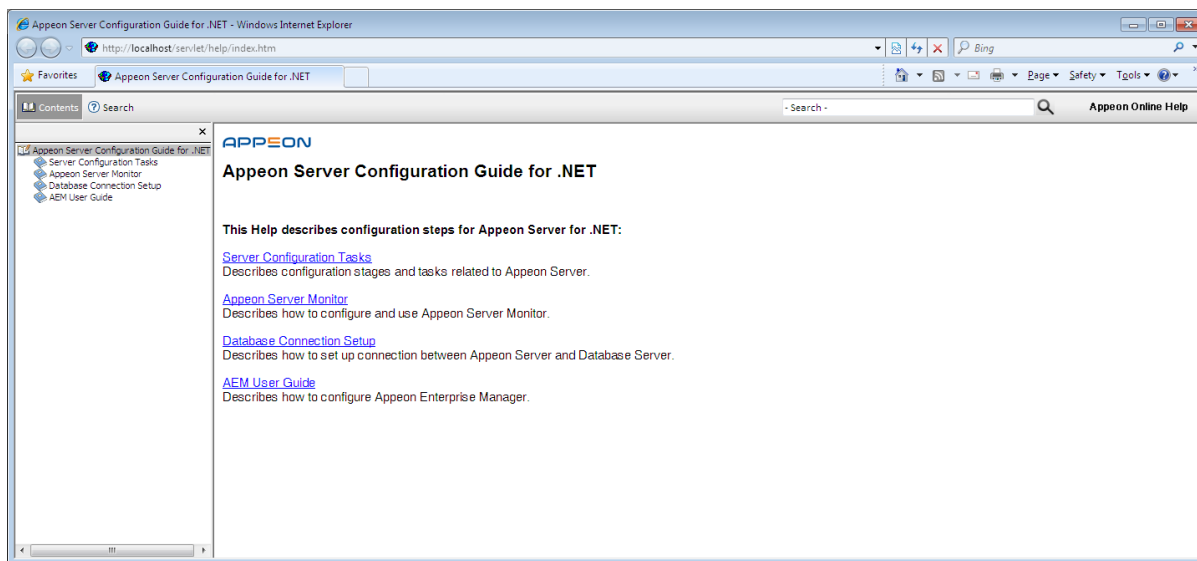 Appeon Server Configuration Guide for .NET - Windows Internet Explorer
http://localhost/servlet/help/index.htm
Bing
Favorites
Appeon Server Configuration Guide for .NET
Page
Safety
Tools
Contents
Search
- Search -
Appeon Online Help
Appeon Server Configuration Guide for .NET
Server Configuration Tasks
Appeon Server Monitor
Database Connection Setup
AEM User Guide
APPEON
Appeon Server Configuration Guide for .NET
This Help describes configuration steps for Appeon Server for .NET:
Server Configuration Tasks
Describes configuration stages and tasks related to Appeon Server.
Appeon Server Monitor
Describes how to configure and use Appeon Server Monitor.
Database Connection Setup
Describes how to set up connection between Appeon Server and Database Server.
AEM User Guide
Describes how to configure Appeon Enterprise Manager.